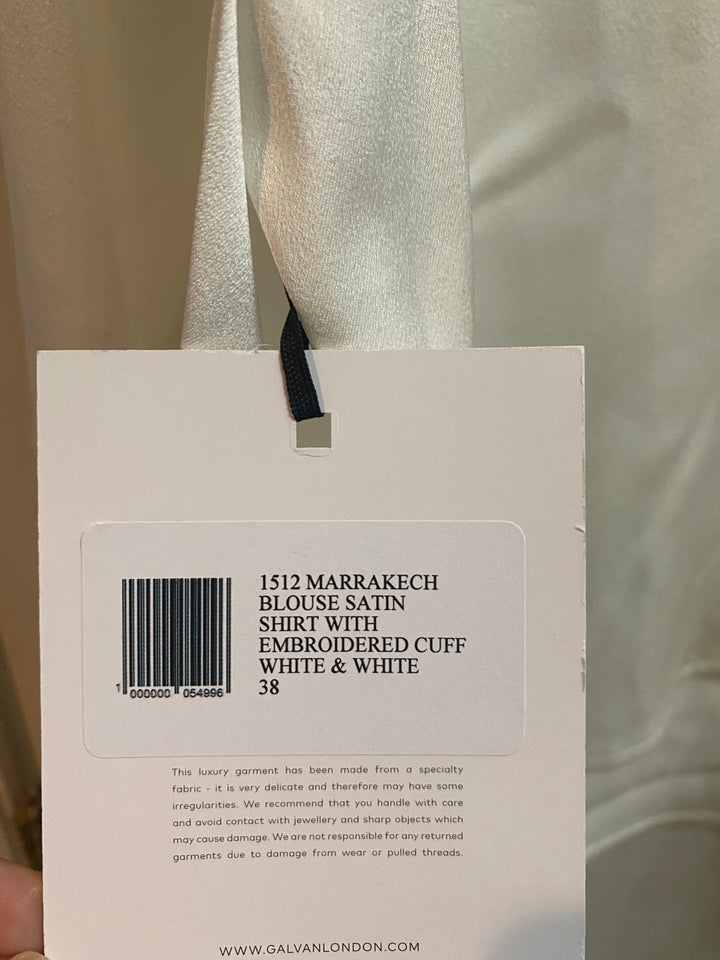 1512 MARRAKECH
BLOUSE SATIN
SHIRT WITH
EMBROIDERED CUFF
WHITE & WHITE
38
1 000000 054996
This luxury garment has been made from a specialty
fabric - it is very delicate and therefore may have some
irregularities. We recommend that you handle with care
and avoid contact with jewellery and sharp objects which
may cause damage. We are not responsible for any returned
garments due to damage from wear or pulled threads.
WWW.GALVANLONDON.COM